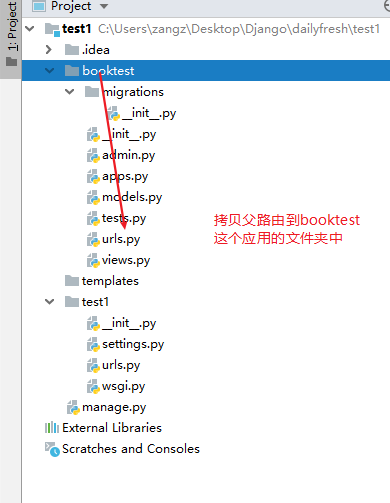 1: Project
Project
test1 C:\Users\zangz\Desktop\Django\dailyfresh\test1
.idea
booktest
migrations
__init__.py
__init__.py
admin.py
apps.py
models.py
tests.py
urls.py
views.py
templates
test1
__init__.py
settings.py
urls.py
wsgi.py
manage.py
External Libraries
Scratches and Consoles
拷贝父路由到booktest
这个应用的文件夹中